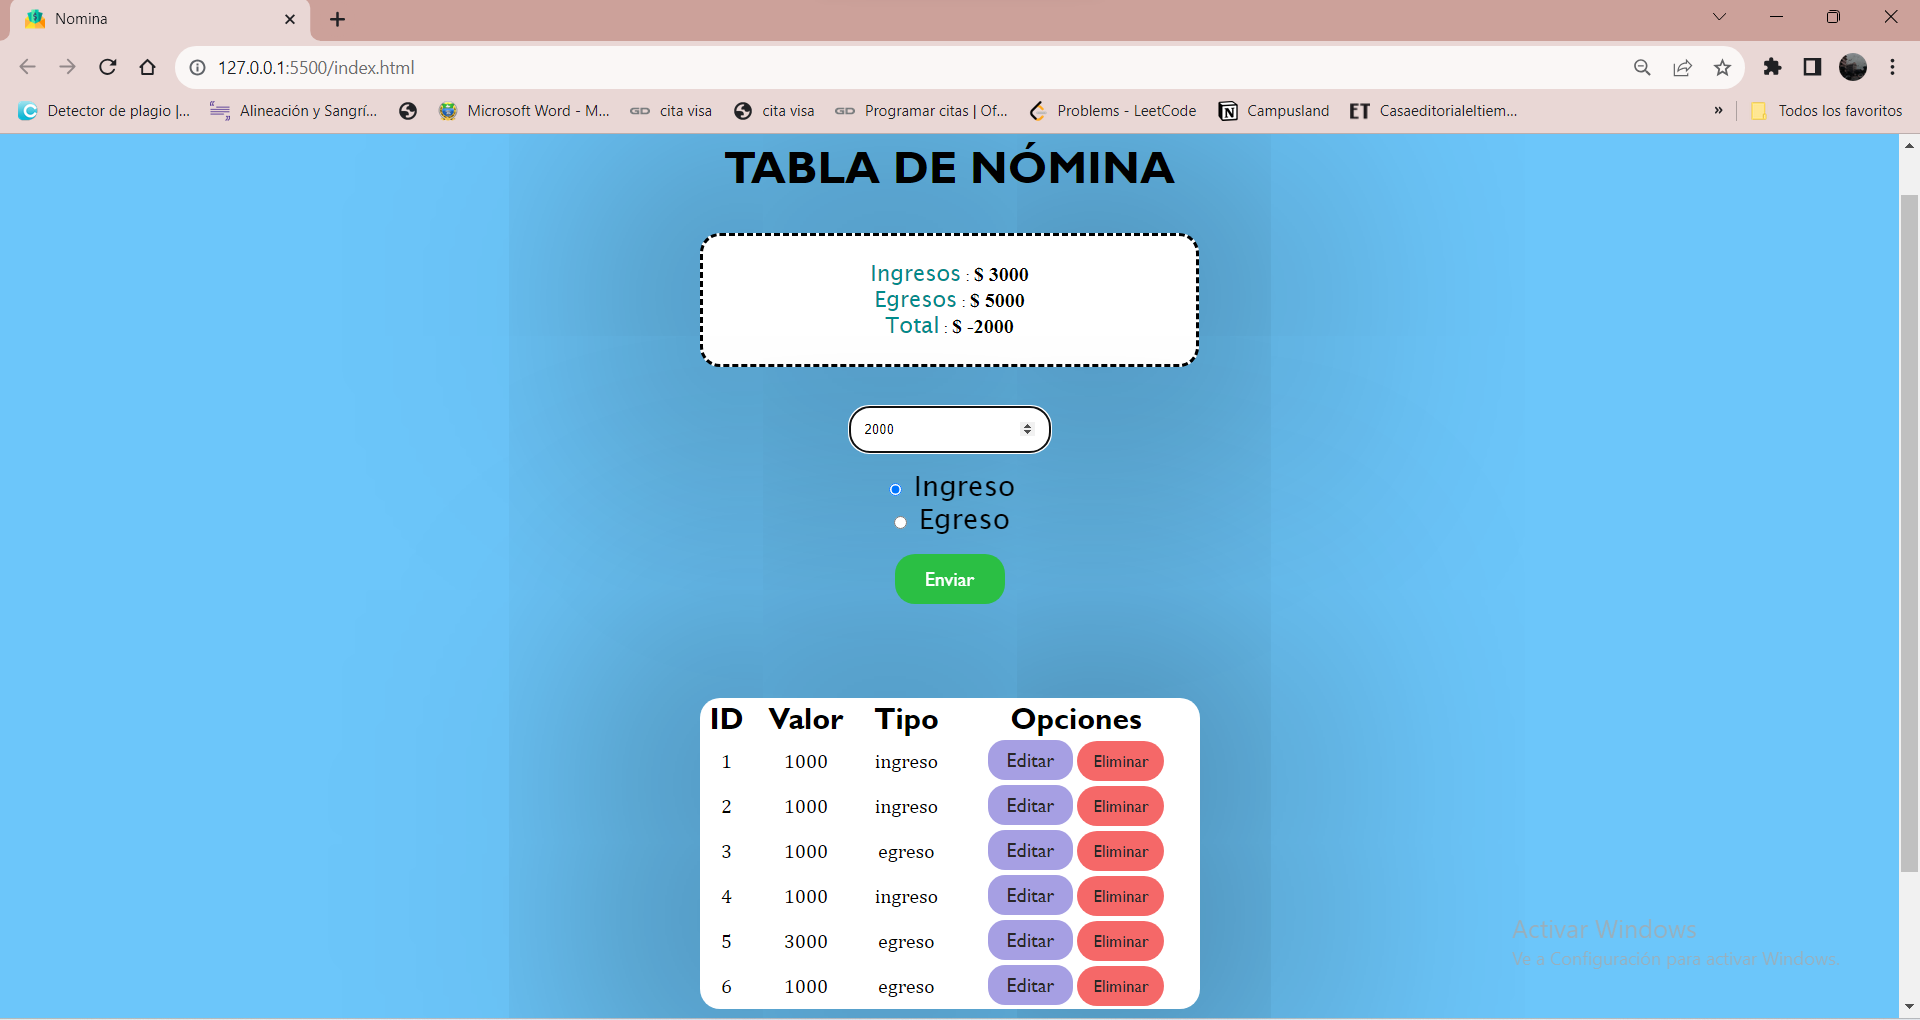 Nomina
127.0.0.1:5500/index.html
Detector de plagio |... Alineación y Sangrí... Microsoft Word - M... GD cita visa cita visa GD Programar citas | Of... Problems - LeetCode Campusland ET Casaeditorialeltiem... » Todos los favoritos
TABLA DE NÓMINA
Ingresos : $ 3000
Egresos : $ 5000
Total : $ -2000
2000
Ingreso
Egreso
Enviar
ID Valor Tipo Opciones
1 1000 ingreso Editar Eliminar
2 1000 ingreso Editar Eliminar
3 1000 egreso Editar Eliminar
4 1000 ingreso Editar Eliminar
5 3000 egreso Editar Eliminar
6 1000 egreso Editar Eliminar
Activar Windows
Ve a Configuración para activar Windows.